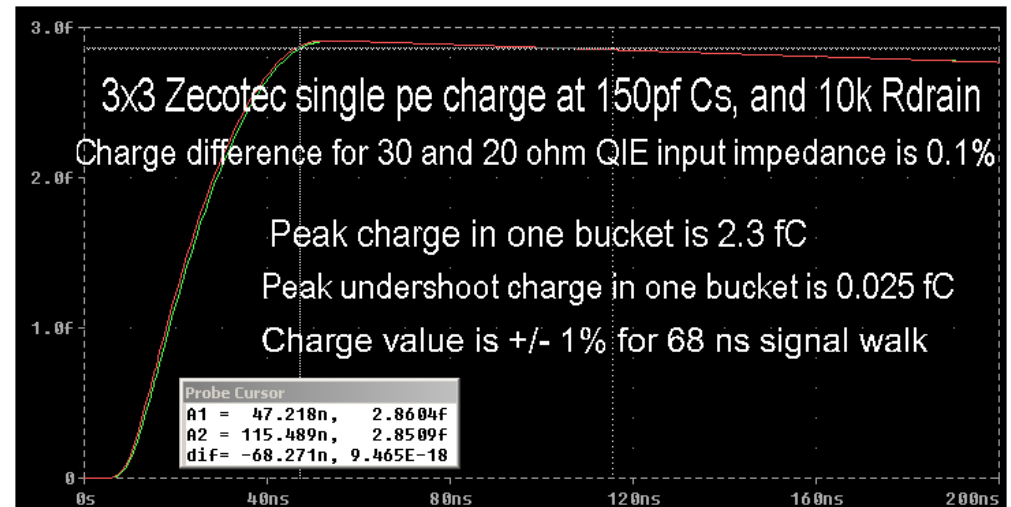 3.0f
3x3 Zecotec single pe charge at 150pf Cs, and 10k Rdrain
Charge difference for 30 and 20 ohm QIE input impedance is 0.1%
2.0f
Peak charge in one bucket is 2.3 fC
Peak undershoot charge in one bucket is 0.025 fC
1.0f
Charge value is +/- 1% for 68 ns signal walk
Probe Cursor
A1 = 47.218n, 2.8604f
A2 = 115.489n, 2.8509f
dif= -68.271n, 9.465E-18
0
0s 40ns 80ns 120ns 160ns 200ns